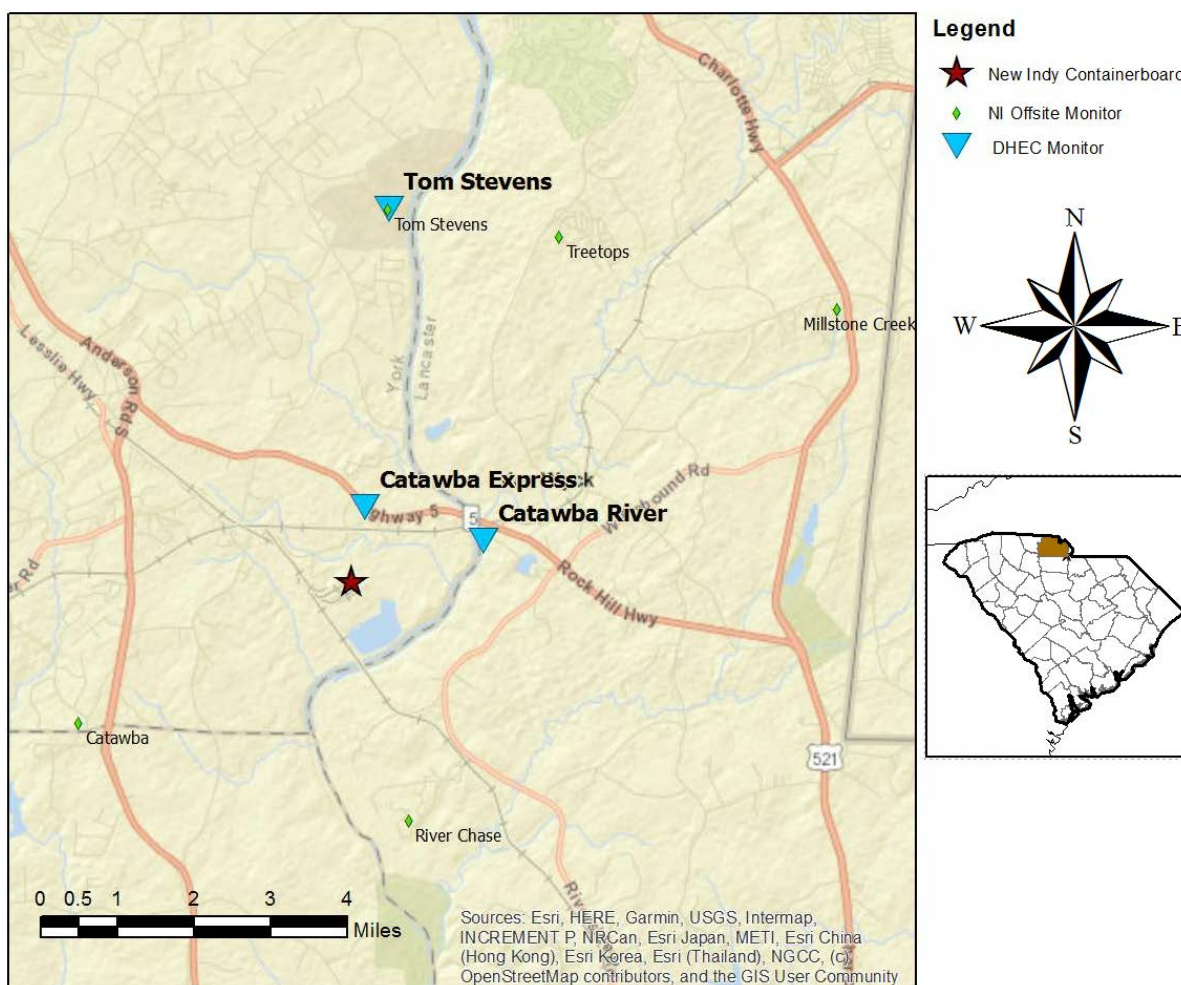 Legend
New Indy Containerboard
NI Offsite Monitor
DHEC Monitor
N
W
S
Charlotte Hwy
Tom Stevens
Tom Stevens
Treetops
Millstone Creek
York
Lancaster
Lesslie Hwy
Anderson Rd S
Catawba Express
Highway 5
5
Catawba River
Rock Hill Hwy
521
Catawba
River Chase
0 0.5 1 2 3 4
Miles
Sources: Esri, HERE, Garmin, USGS, Intermap,
INCREMENT P, NRCan, Esri Japan, METI, Esri China
(Hong Kong), Esri Korea, Esri (Thailand), NGCC, (c)
OpenStreetMap contributors, and the GIS User Community